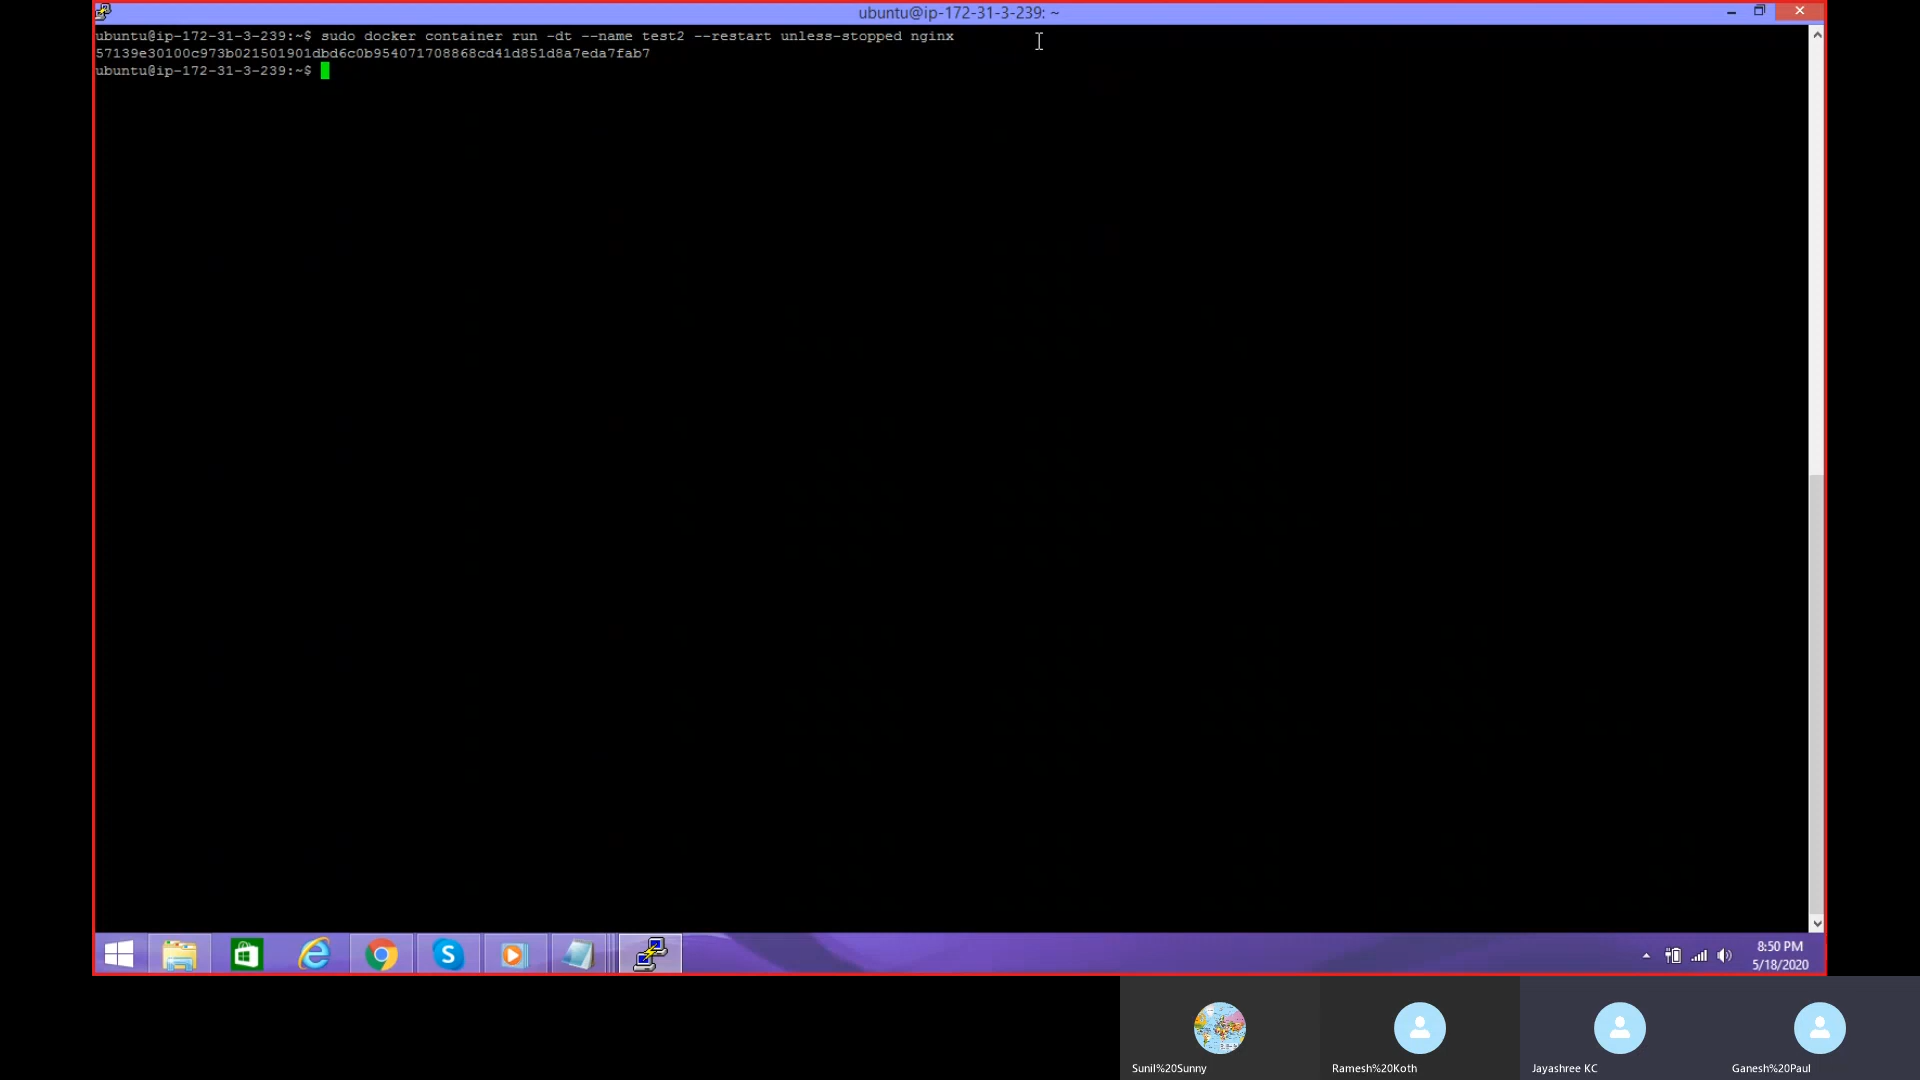 ubuntu@ip-172-31-3-239: ~
ubuntu@ip-172-31-3-239:~$ sudo docker container run -dt --name test2 --restart unless-stopped nginx
57139e30100c973b021501901dbd6c0b954071708868cd41d851d8a7eda7fab7
ubuntu@ip-172-31-3-239:~$
8:50 PM
5/18/2020
Sunil%20Sunny
Ramesh%20Koth
Jayashree KC
Ganesh%20Paul